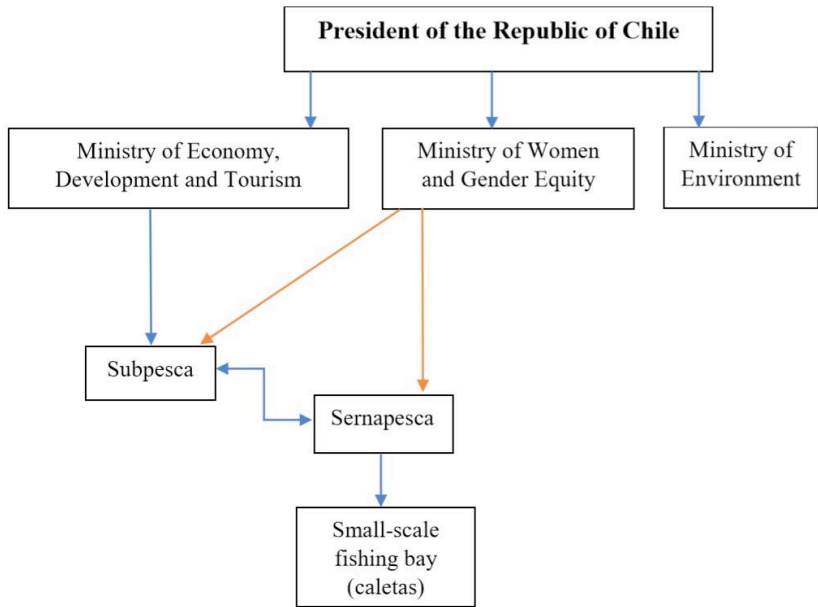 President of the Republic of Chile
Ministry of Economy,
Development and Tourism
Ministry of Women
and Gender Equity
Ministry of
Environment
Subpesca
Sernapesca
Small-scale
fishing bay
(caletas)